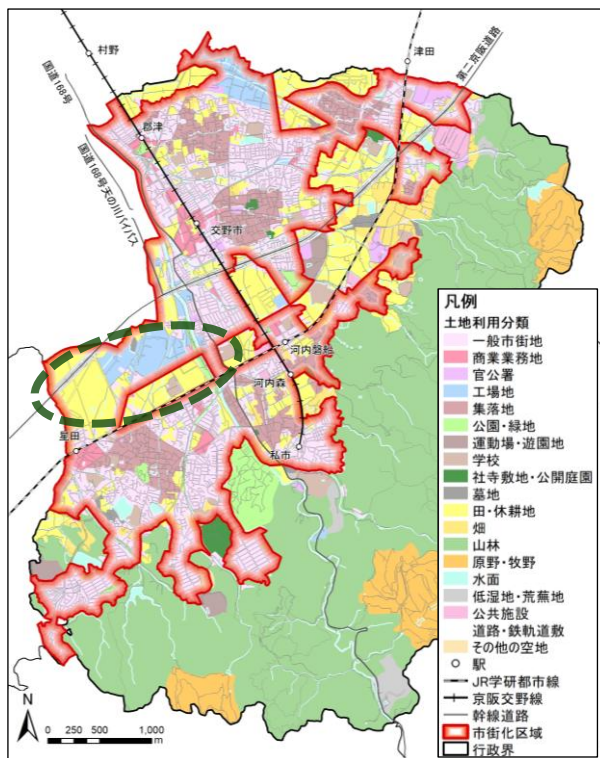 村野
津田
第二京阪道路
国道168号
郡津
国道168号天の川バイパス
交野市
河内磐船
河内森
星田
私市
凡例
土地利用分類
一般市街地
商業業務地
官公署
工場地
集落地
公園・緑地
運動場・遊園地
学校
社寺敷地・公開庭園
墓地
田・休耕地
畑
山林
原野・牧野
水面
低湿地・荒蕪地
公共施設
道路・鉄軌道敷
その他の空地
駅
JR学研都市線
京阪交野線
幹線道路
市街化区域
行政界
N
0 250 500 1,000
m